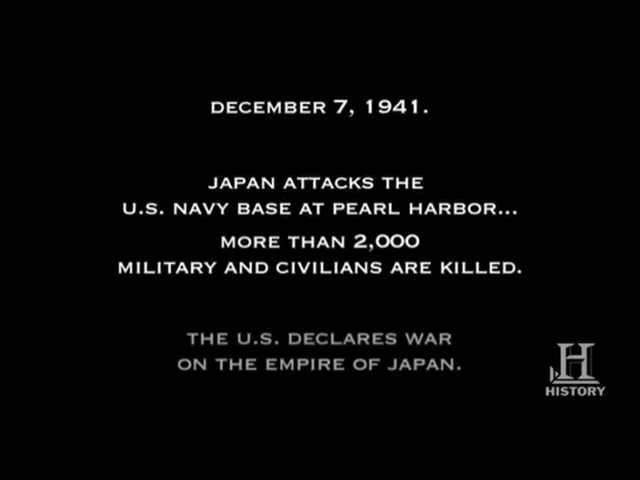 DECEMBER 7, 1941.
JAPAN ATTACKS THE
U.S. NAVY BASE AT PEARL HARBOR...
MORE THAN 2,000
MILITARY AND CIVILIANS ARE KILLED.
THE U.S. DECLARES WAR
ON THE EMPIRE OF JAPAN.
H
HISTORY